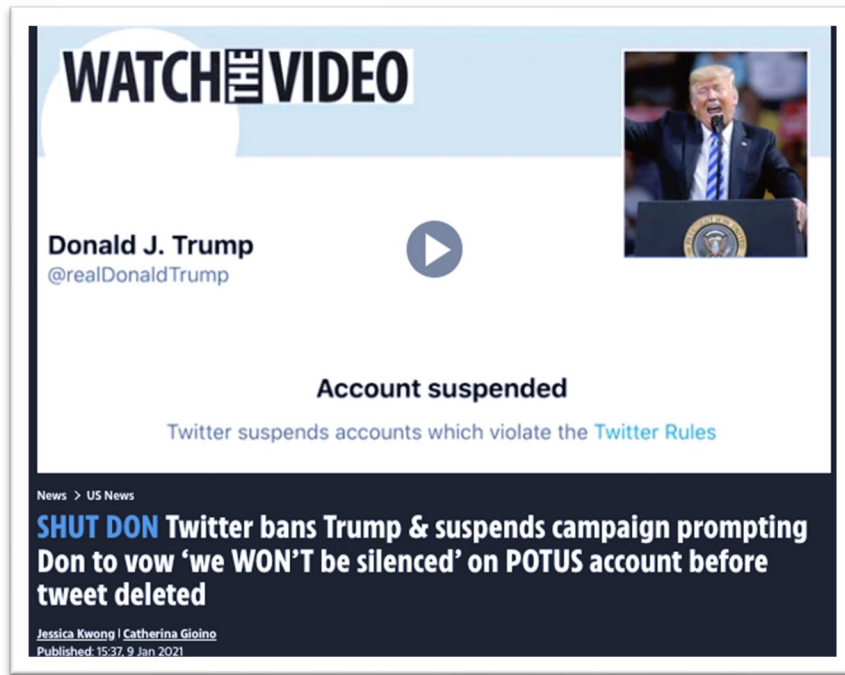 WATCH THE VIDEO
Donald J. Trump
@realDonaldTrump
Account suspended
Twitter suspends accounts which violate the Twitter Rules
News > US News
SHUT DON Twitter bans Trump & suspends campaign prompting
Don to vow ‘we WON’T be silenced’ on POTUS account before
tweet deleted
Jessica Kwong | Catherina Gioino
Published: 15:37, 9 Jan 2021